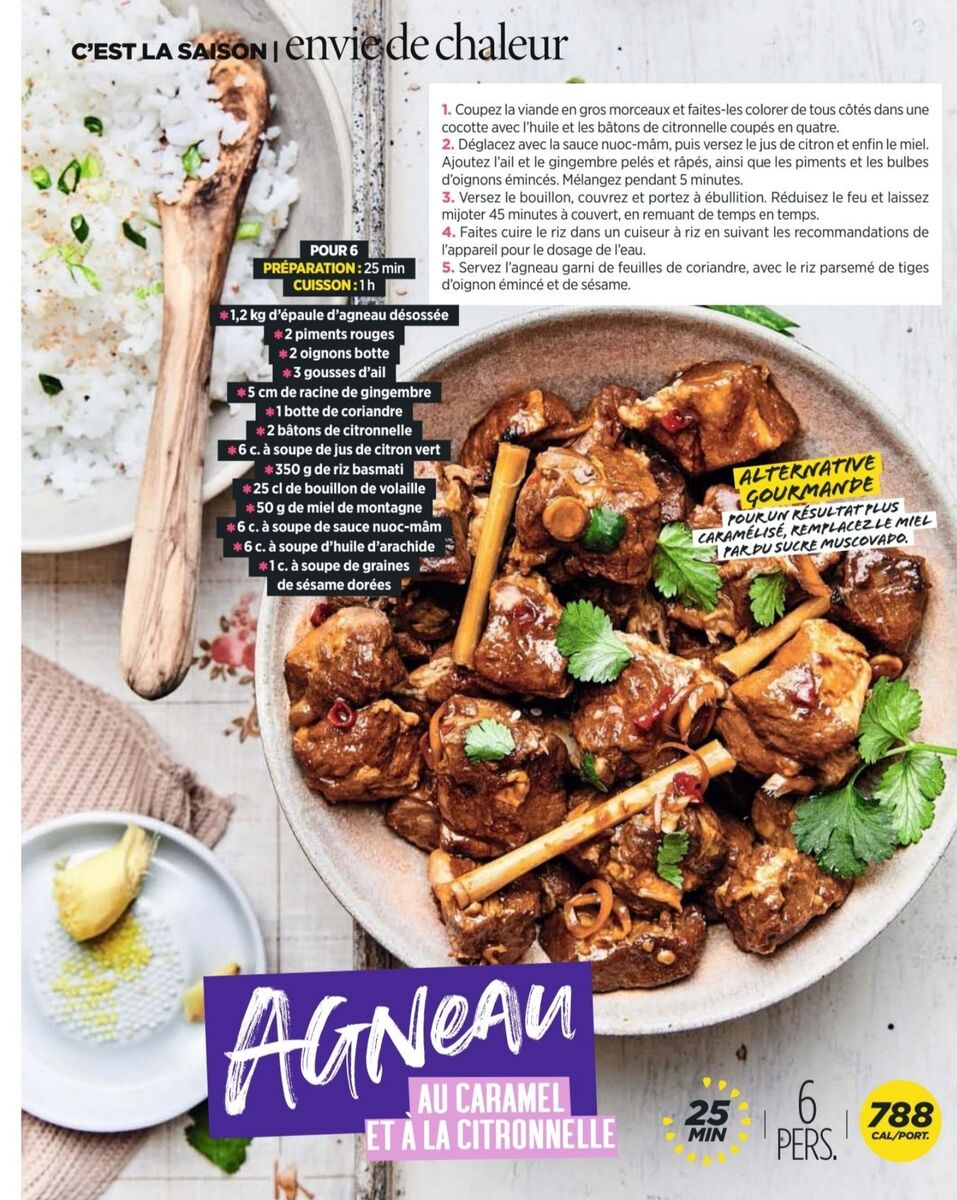 C'EST LA SAISON | envie de chaleur
1. Coupez la viande en gros morceaux et faites-les colorer de tous côtés dans une
cocotte avec l'huile et les bâtons de citronnelle coupés en quatre.
2. Déglacez avec la sauce nuoc-mâm, puis versez le jus de citron et enfin le miel.
Ajoutez l'ail et le gingembre pelés et râpés, ainsi que les piments et les bulbes
d'oignons émincés. Mélangez pendant 5 minutes.
3. Versez le bouillon, couvrez et portez à ébullition. Réduisez le feu et laissez
mijoter 45 minutes à couvert, en remuant de temps en temps.
4. Faites cuire le riz dans un cuiseur à riz en suivant les recommandations de
l'appareil pour le dosage de l'eau.
5. Servez l'agneau garni de feuilles de coriandre, avec le riz parsemé de tiges
d'oignon émincé et de sésame.
POUR 6
PRÉPARATION : 25 min
CUISSON : 1 h
*1,2 kg d'épaule d'agneau désossée
*2 piments rouges
*2 oignons botte
*3 gousses d'ail
*5 cm de racine de gingembre
*1 botte de coriandre
*2 bâtons de citronnelle
*6 c. à soupe de jus de citron vert
*350 g de riz basmati
*25 cl de bouillon de volaille
*50 g de miel de montagne
*6 c. à soupe de sauce nuoc-mâm
*6 c. à soupe d'huile d'arachide
*1 c. à soupe de graines
de sésame dorées
ALTERNATIVE
GOURMANDE
POUR UN RÉSULTAT PLUS
CARAMÉLISÉ, REMPLACEZ LE MIEL
PAR DU SUCRE MUSCOVADO.
AGNEAU
AU CARAMEL
ET À LA CITRONNELLE
25
MIN
6
PERS.
788
CAL/PORT.